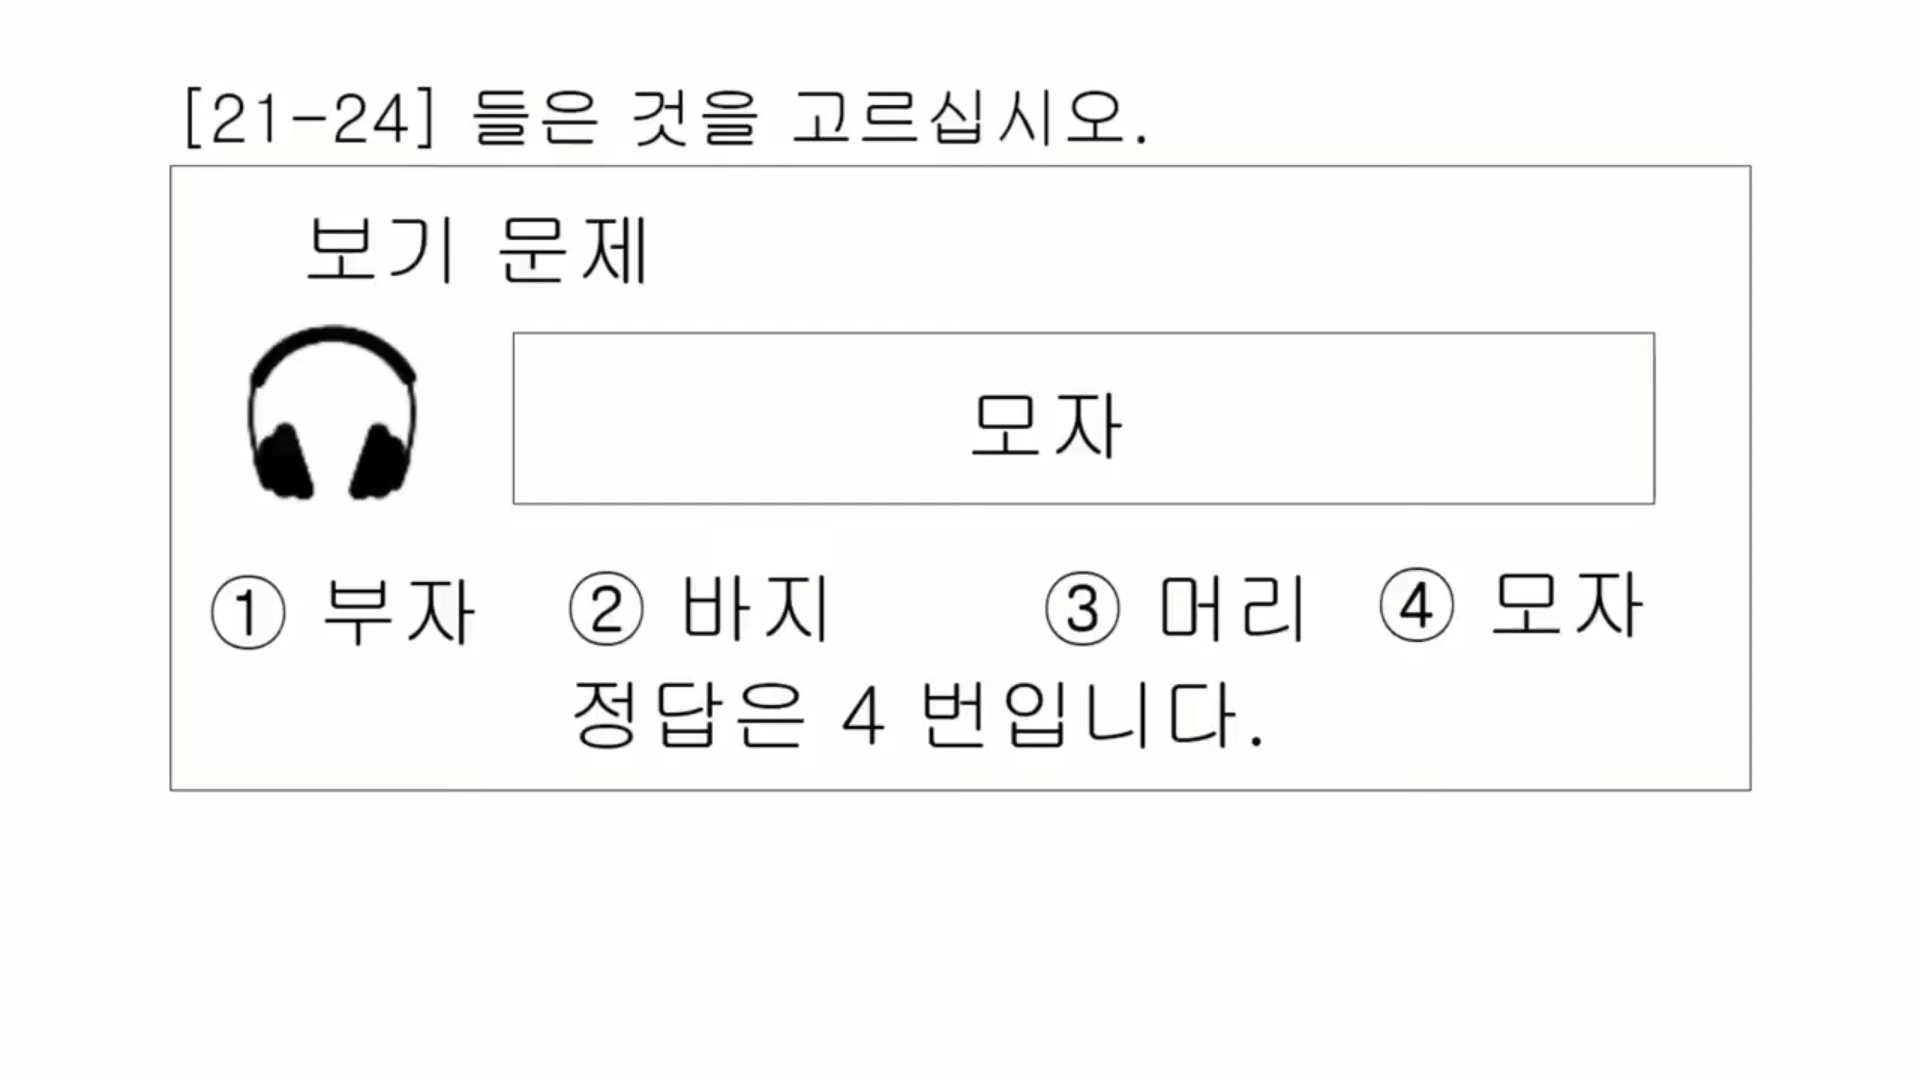 [21-24] 들은 것을 고르십시오.
보기 문제
모자
① 부자 ② 바지 ③ 머리 ④ 모자
정답은 4 번입니다.